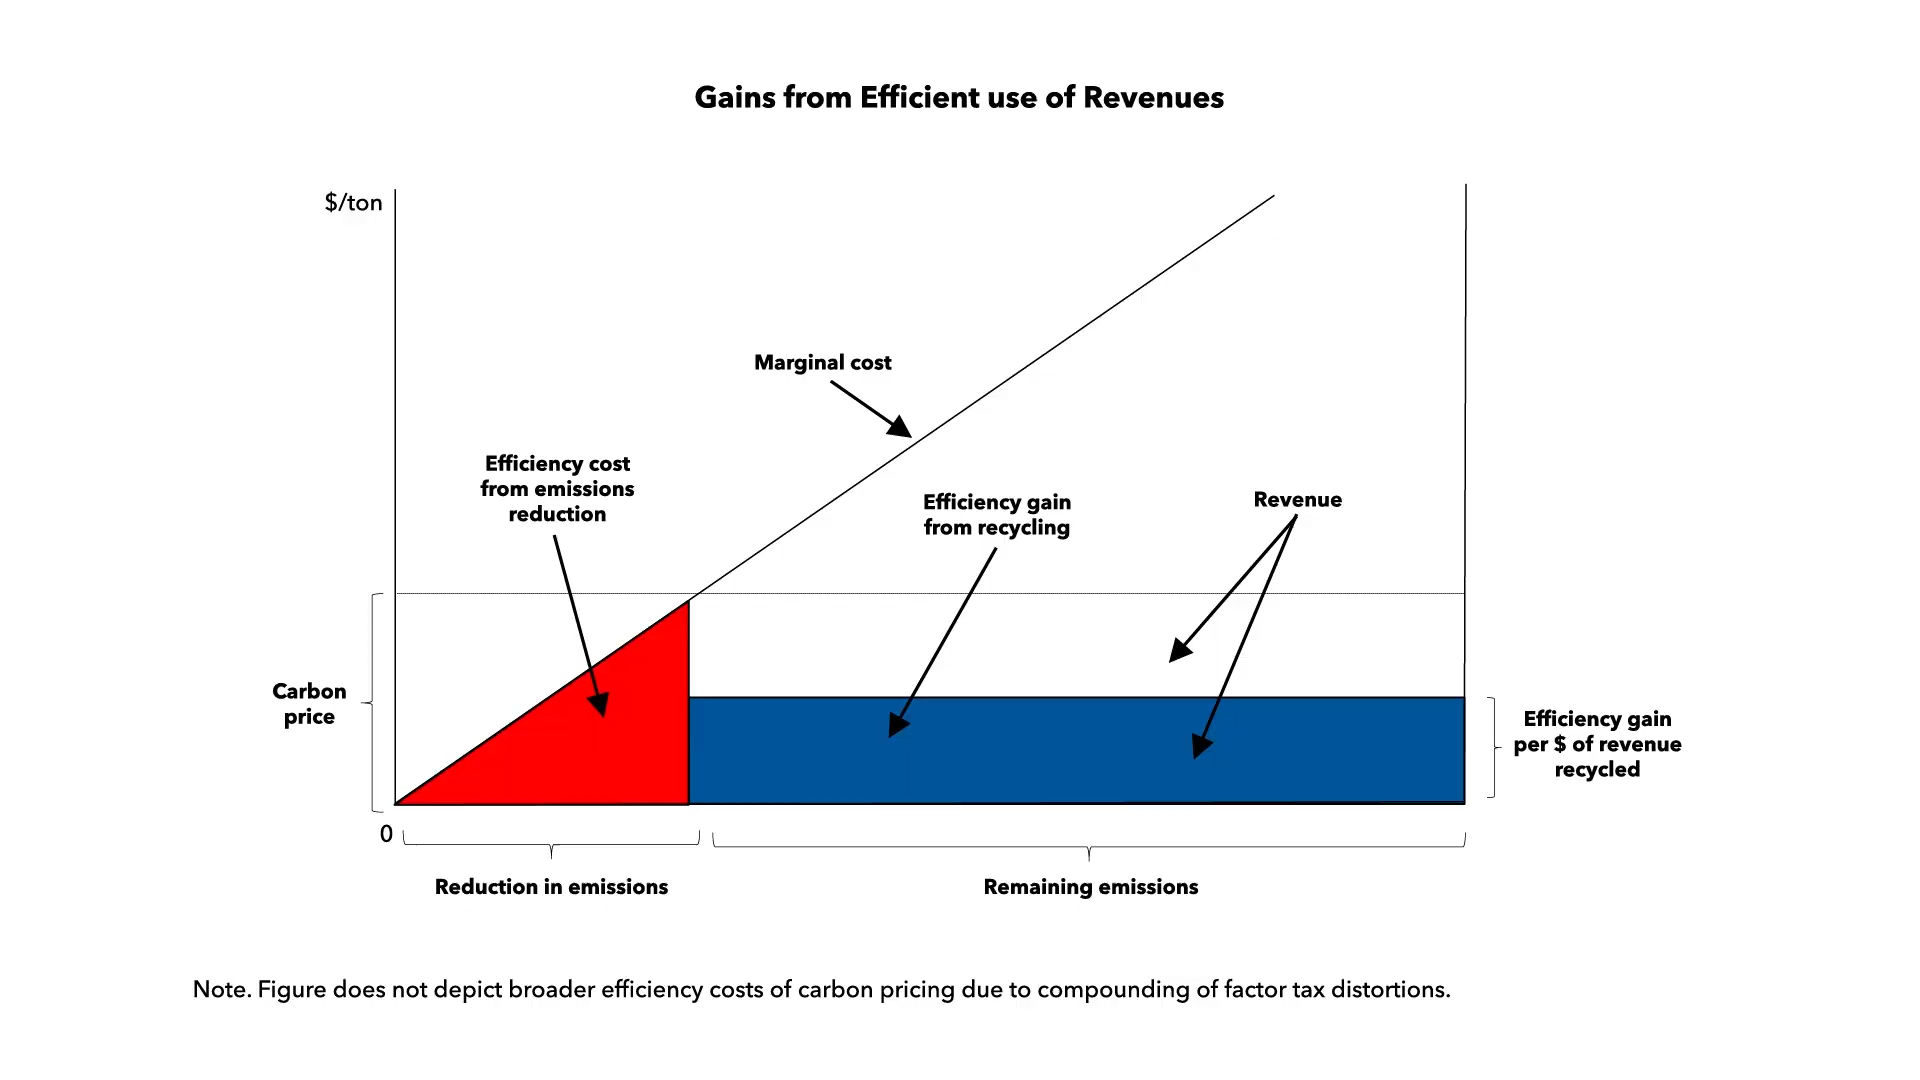 Gains from Efficient use of Revenues
$/ton
Marginal cost
Efficiency cost
from emissions
reduction
Efficiency gain
from recycling
Revenue
Carbon
price
Efficiency gain
per $ of revenue
recycled
0
Reduction in emissions
Remaining emissions
Note. Figure does not depict broader efficiency costs of carbon pricing due to compounding of factor tax distortions.